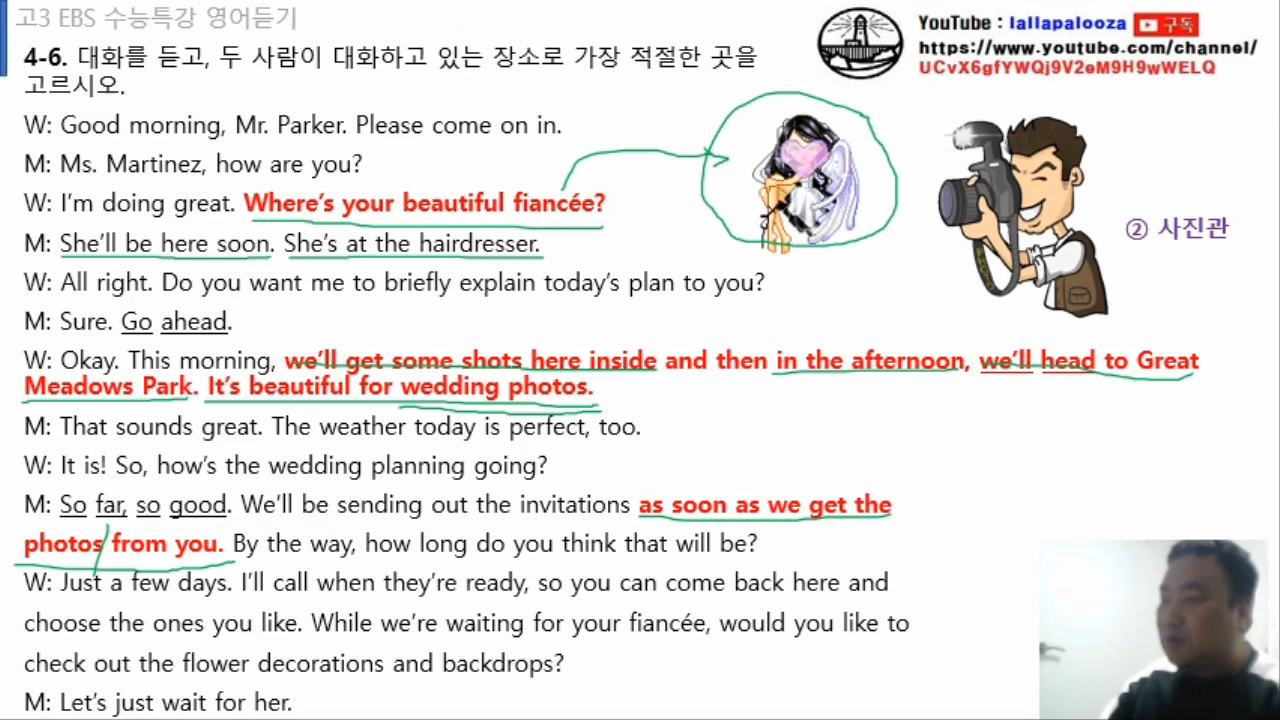 고3 EBS 수능특강 영어듣기
YouTube : lallapalooza 구독
https://www.youtube.com/channel/
UCvX6gfYWQj9V2eM9H9wWELQ
4-6. 대화를 듣고, 두 사람이 대화하고 있는 장소로 가장 적절한 곳을
고르시오.
W: Good morning, Mr. Parker. Please come on in.
M: Ms. Martinez, how are you?
W: I'm doing great. Where's your beautiful fiancée?
M: She'll be here soon. She's at the hairdresser.
② 사진관
W: All right. Do you want me to briefly explain today's plan to you?
M: Sure. Go ahead.
W: Okay. This morning, we'll get some shots here inside and then in the afternoon, we'll head to Great
Meadows Park. It's beautiful for wedding photos.
M: That sounds great. The weather today is perfect, too.
W: It is! So, how's the wedding planning going?
M: So far, so good. We'll be sending out the invitations as soon as we get the
photos from you. By the way, how long do you think that will be?
W: Just a few days. I'll call when they're ready, so you can come back here and
choose the ones you like. While we're waiting for your fiancée, would you like to
check out the flower decorations and backdrops?
M: Let's just wait for her.